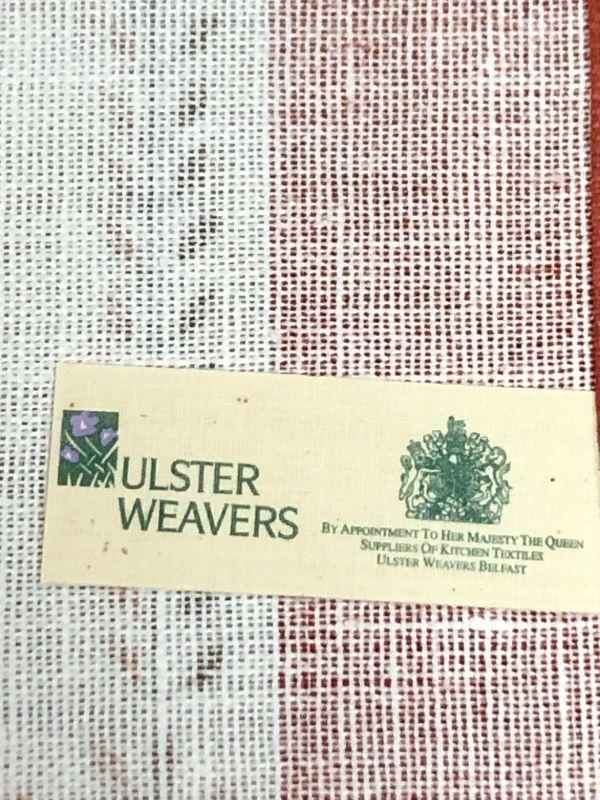 ULSTER
WEAVERS
BY APPOINTMENT TO HER MAJESTY THE QUEEN
SUPPLIERS OF KITCHEN TEXTILES
ULSTER WEAVERS BELFAST